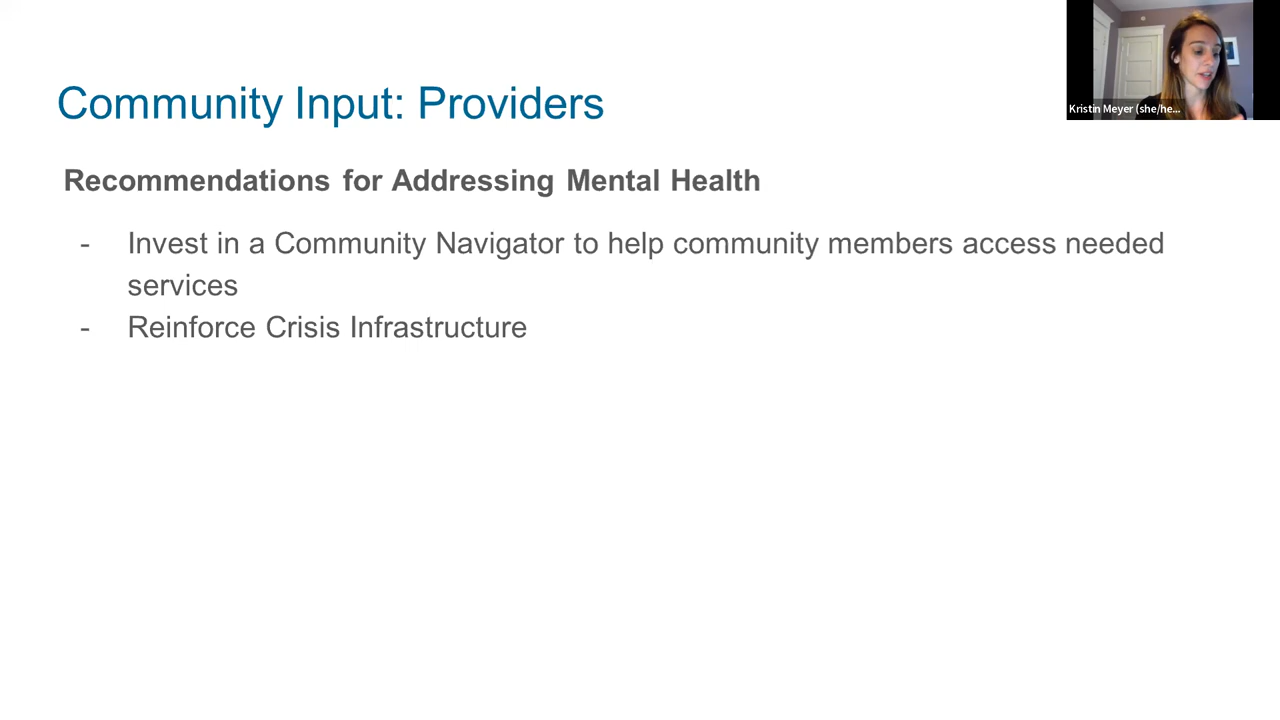 Kristin Meyer (she/he...
Community Input: Providers
Recommendations for Addressing Mental Health
- Invest in a Community Navigator to help community members access needed
services
- Reinforce Crisis Infrastructure